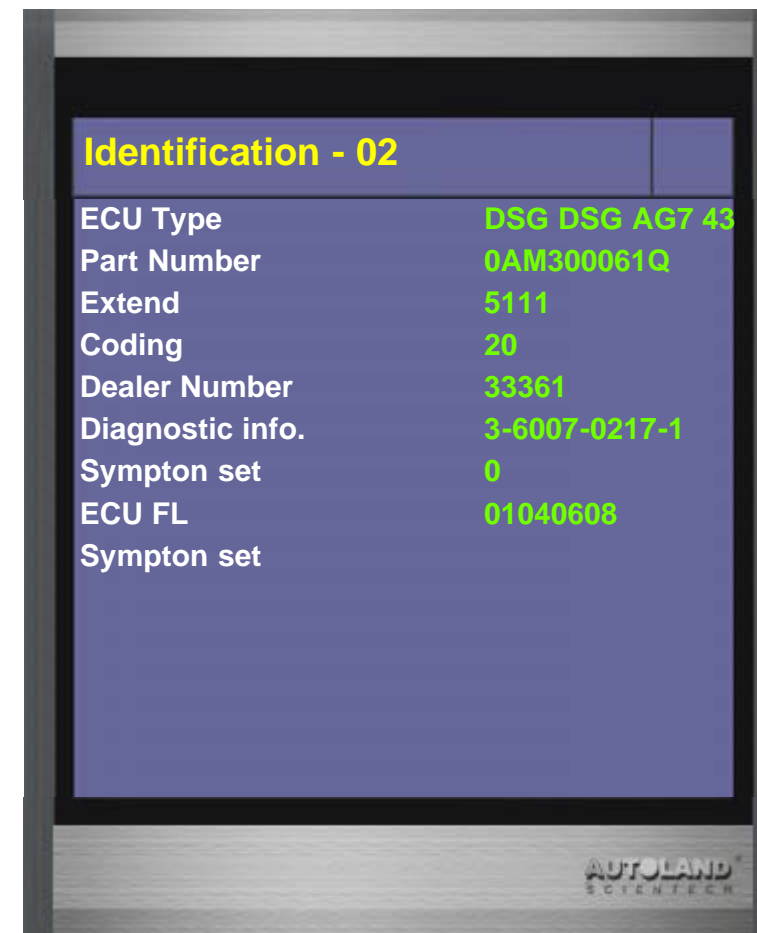 Identification - 02
ECU Type DSG DSG AG7 43
Part Number 0AM300061Q
Extend 5111
Coding 20
Dealer Number 33361
Diagnostic info. 3-6007-0217-1
Sympton set 0
ECU FL 01040608
Sympton set
AUTOLAND
SCIENTECH